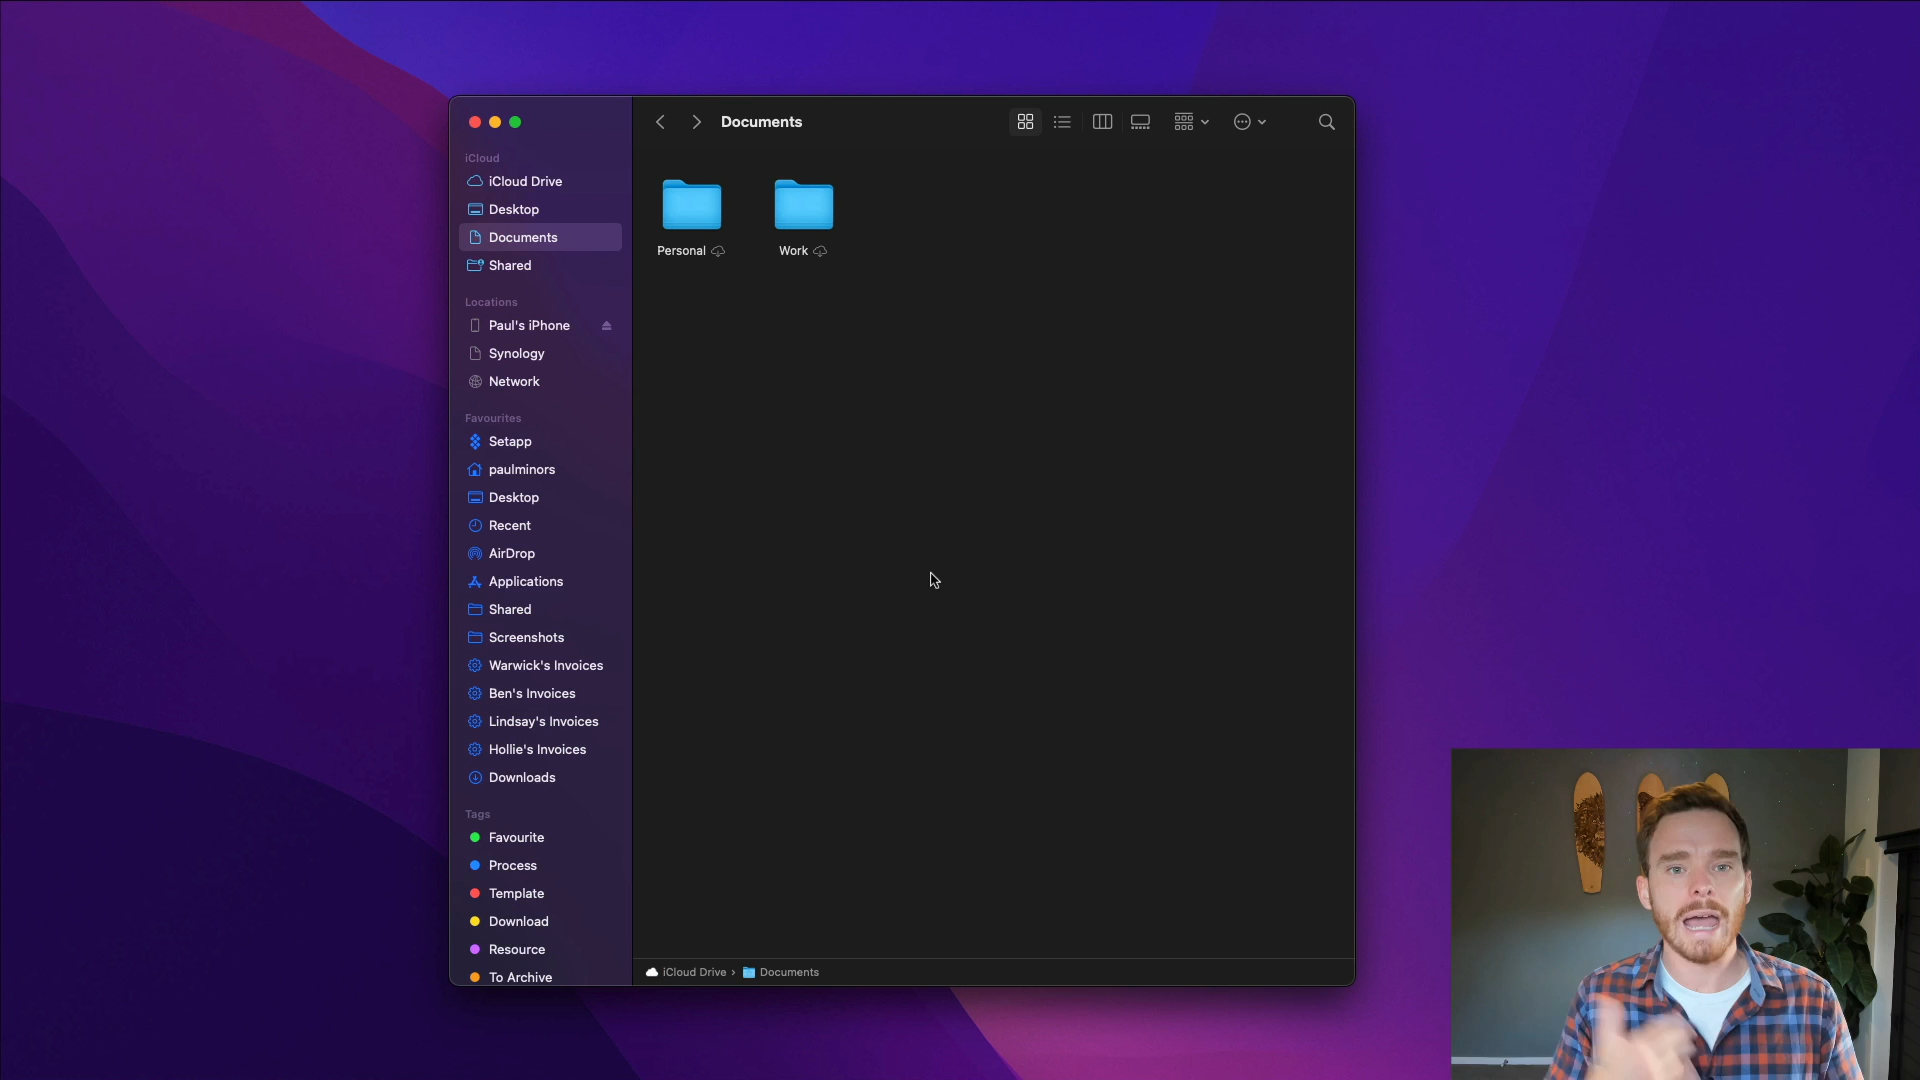 Documents
iCloud
iCloud Drive
Desktop
Documents
Shared
Locations
Paul's iPhone
Synology
Network
Favourites
Setapp
paulminors
Desktop
Recent
AirDrop
Applications
Shared
Screenshots
Warwick's Invoices
Ben's Invoices
Lindsay's Invoices
Hollie's Invoices
Downloads
Tags
Favourite
Process
Template
Download
Resource
To Archive
Personal
Work
iCloud Drive › Documents